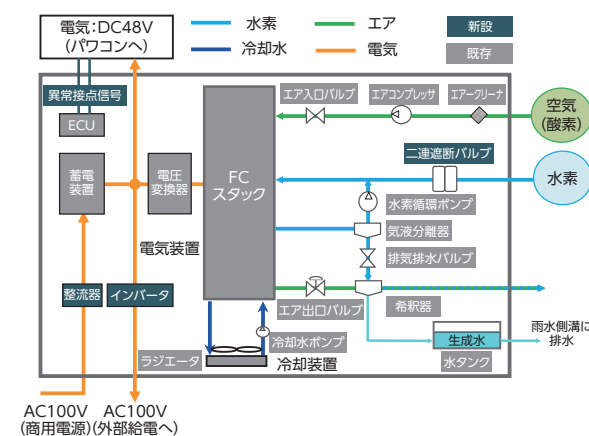 電気:DC48V
(パワコンへ)
水素
エア
新設
冷却水
電気
既存
異常接点信号
ECU
エア入口バルブ
エアコンプレッサ
エアークリーナ
空気
(酸素)
二連遮断バルブ
蓄電
装置
電圧
変換器
FC
スタック
水素
水素循環ポンプ
気液分離器
電気装置
排気排水バルブ
整流器
インバータ
エア出口バルブ
希釈器
冷却水ポンプ
生成水
雨水側溝に
排水
ラジエータ
冷却装置
水タンク
AC100V
(商用電源)
AC100V
(外部給電へ)